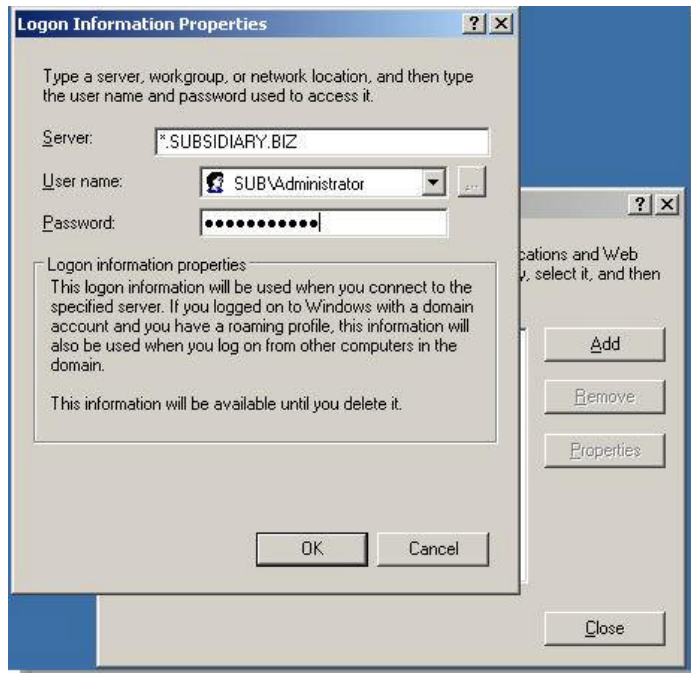 Logon Information Properties
Type a server, workgroup, or network location, and then type
the user name and password used to access it.
Server: *.SUBSIDIARY.BIZ
User name: SUB\Administrator ...
Password: ●●●●●●●●●●●
Logon information properties
This logon information will be used when you connect to the
specified server. If you logged on to Windows with a domain
account and you have a roaming profile, this information will
also be used when you log on from other computers in the
domain.
This information will be available until you delete it.
OK Cancel
and Web
select it, and then
Add
Remove
Properties
Close